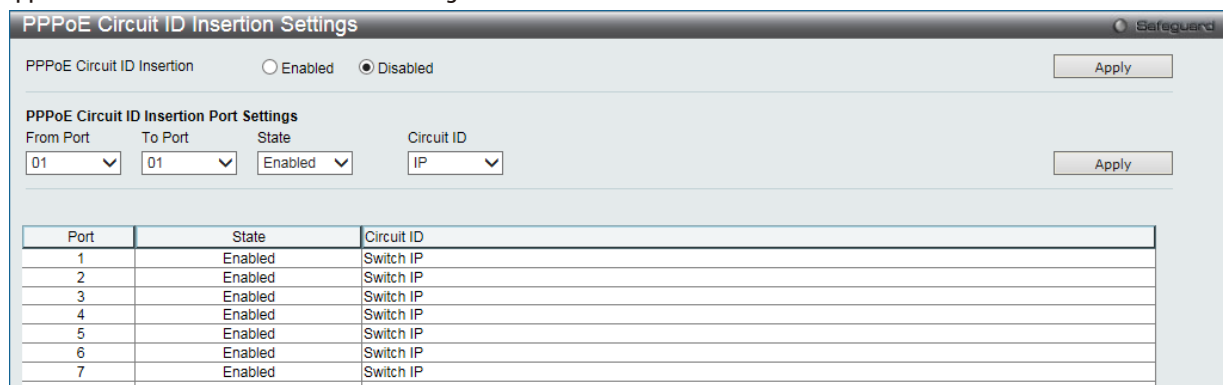 PPPoE Circuit ID Insertion Settings
Safeguard
PPPoE Circuit ID Insertion Enabled Disabled Apply
PPPoE Circuit ID Insertion Port Settings
From Port To Port State Circuit ID
01 01 Enabled IP Apply
Port State Circuit ID
1 Enabled Switch IP
2 Enabled Switch IP
3 Enabled Switch IP
4 Enabled Switch IP
5 Enabled Switch IP
6 Enabled Switch IP
7 Enabled Switch IP